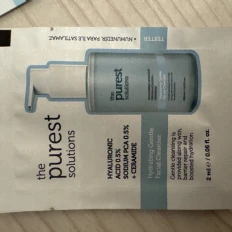 TESTER • NUMUNEDİR, PARA İLE SATILAMAZ.
the
purest
solutions
the
purest
solutions
HYALURONIC
ACID 0.5%
SODIUM PCA 0.5%
+ CERAMIDE
Hydrating Gentle
Facial Cleanser
Gentle cleansing is
provided along with
barrier repair and
boosted hydration.
2 ml / 0.06 fl. oz.